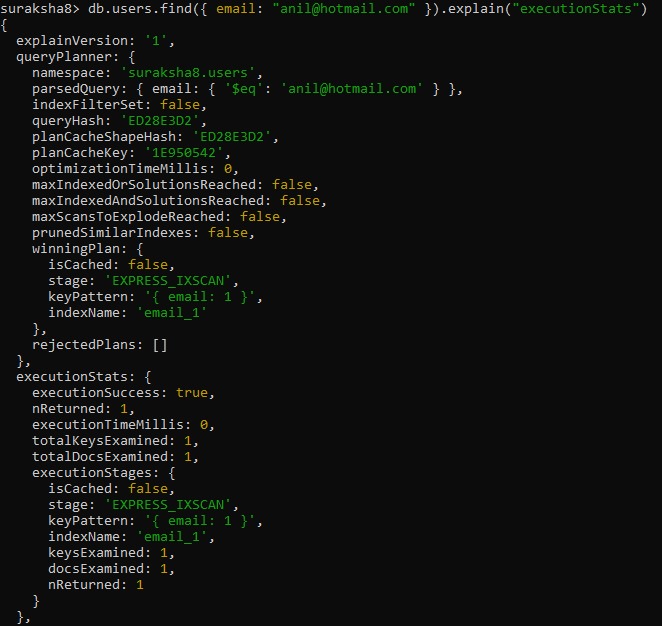 suraksha8> db.users.find({ email: "anil@hotmail.com" }).explain("executionStats")
{
  explainVersion: '1',
  queryPlanner: {
    namespace: 'suraksha8.users',
    parsedQuery: { email: { '$eq': 'anil@hotmail.com' } },
    indexFilterSet: false,
    queryHash: 'ED28E3D2',
    planCacheShapeHash: 'ED28E3D2',
    planCacheKey: '1E950542',
    optimizationTimeMillis: 0,
    maxIndexedOrSolutionsReached: false,
    maxIndexedAndSolutionsReached: false,
    maxScansToExplodeReached: false,
    prunedSimilarIndexes: false,
    winningPlan: {
      isCached: false,
      stage: 'EXPRESS_IXSCAN',
      keyPattern: '{ email: 1 }',
      indexName: 'email_1'
    },
    rejectedPlans: []
  },
  executionStats: {
    executionSuccess: true,
    nReturned: 1,
    executionTimeMillis: 0,
    totalKeysExamined: 1,
    totalDocsExamined: 1,
    executionStages: {
      isCached: false,
      stage: 'EXPRESS_IXSCAN',
      keyPattern: '{ email: 1 }',
      indexName: 'email_1',
      keysExamined: 1,
      docsExamined: 1,
      nReturned: 1
    }
  },